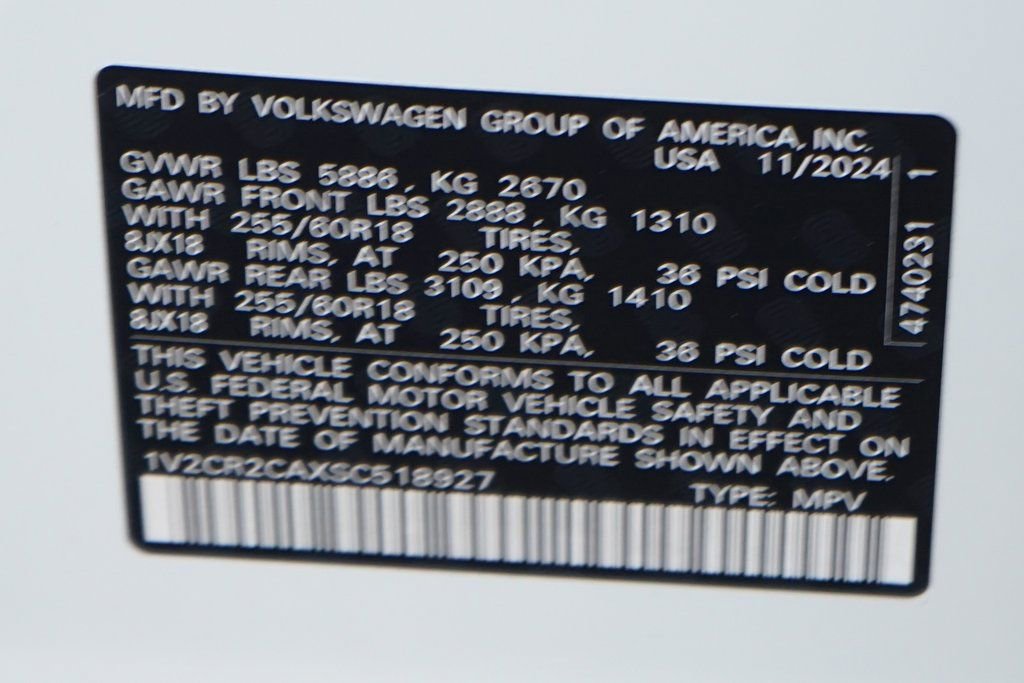 MFD BY VOLKSWAGEN GROUP OF AMERICA, INC.
USA 11/2024
GVWR LBS 5886, KG 2670
GAWR FRONT LBS 2888, KG 1310
WITH 255/60R18 TIRES,
8JX18 RIMS, AT 250 KPA, 36 PSI COLD
GAWR REAR LBS 3109, KG 1410
WITH 255/60R18 TIRES,
8JX18 RIMS, AT 250 KPA, 36 PSI COLD
4740231 1
THIS VEHICLE CONFORMS TO ALL APPLICABLE
U.S. FEDERAL MOTOR VEHICLE SAFETY AND
THEFT PREVENTION STANDARDS IN EFFECT ON
THE DATE OF MANUFACTURE SHOWN ABOVE.
1V2CR2CAXSC518927 TYPE: MPV